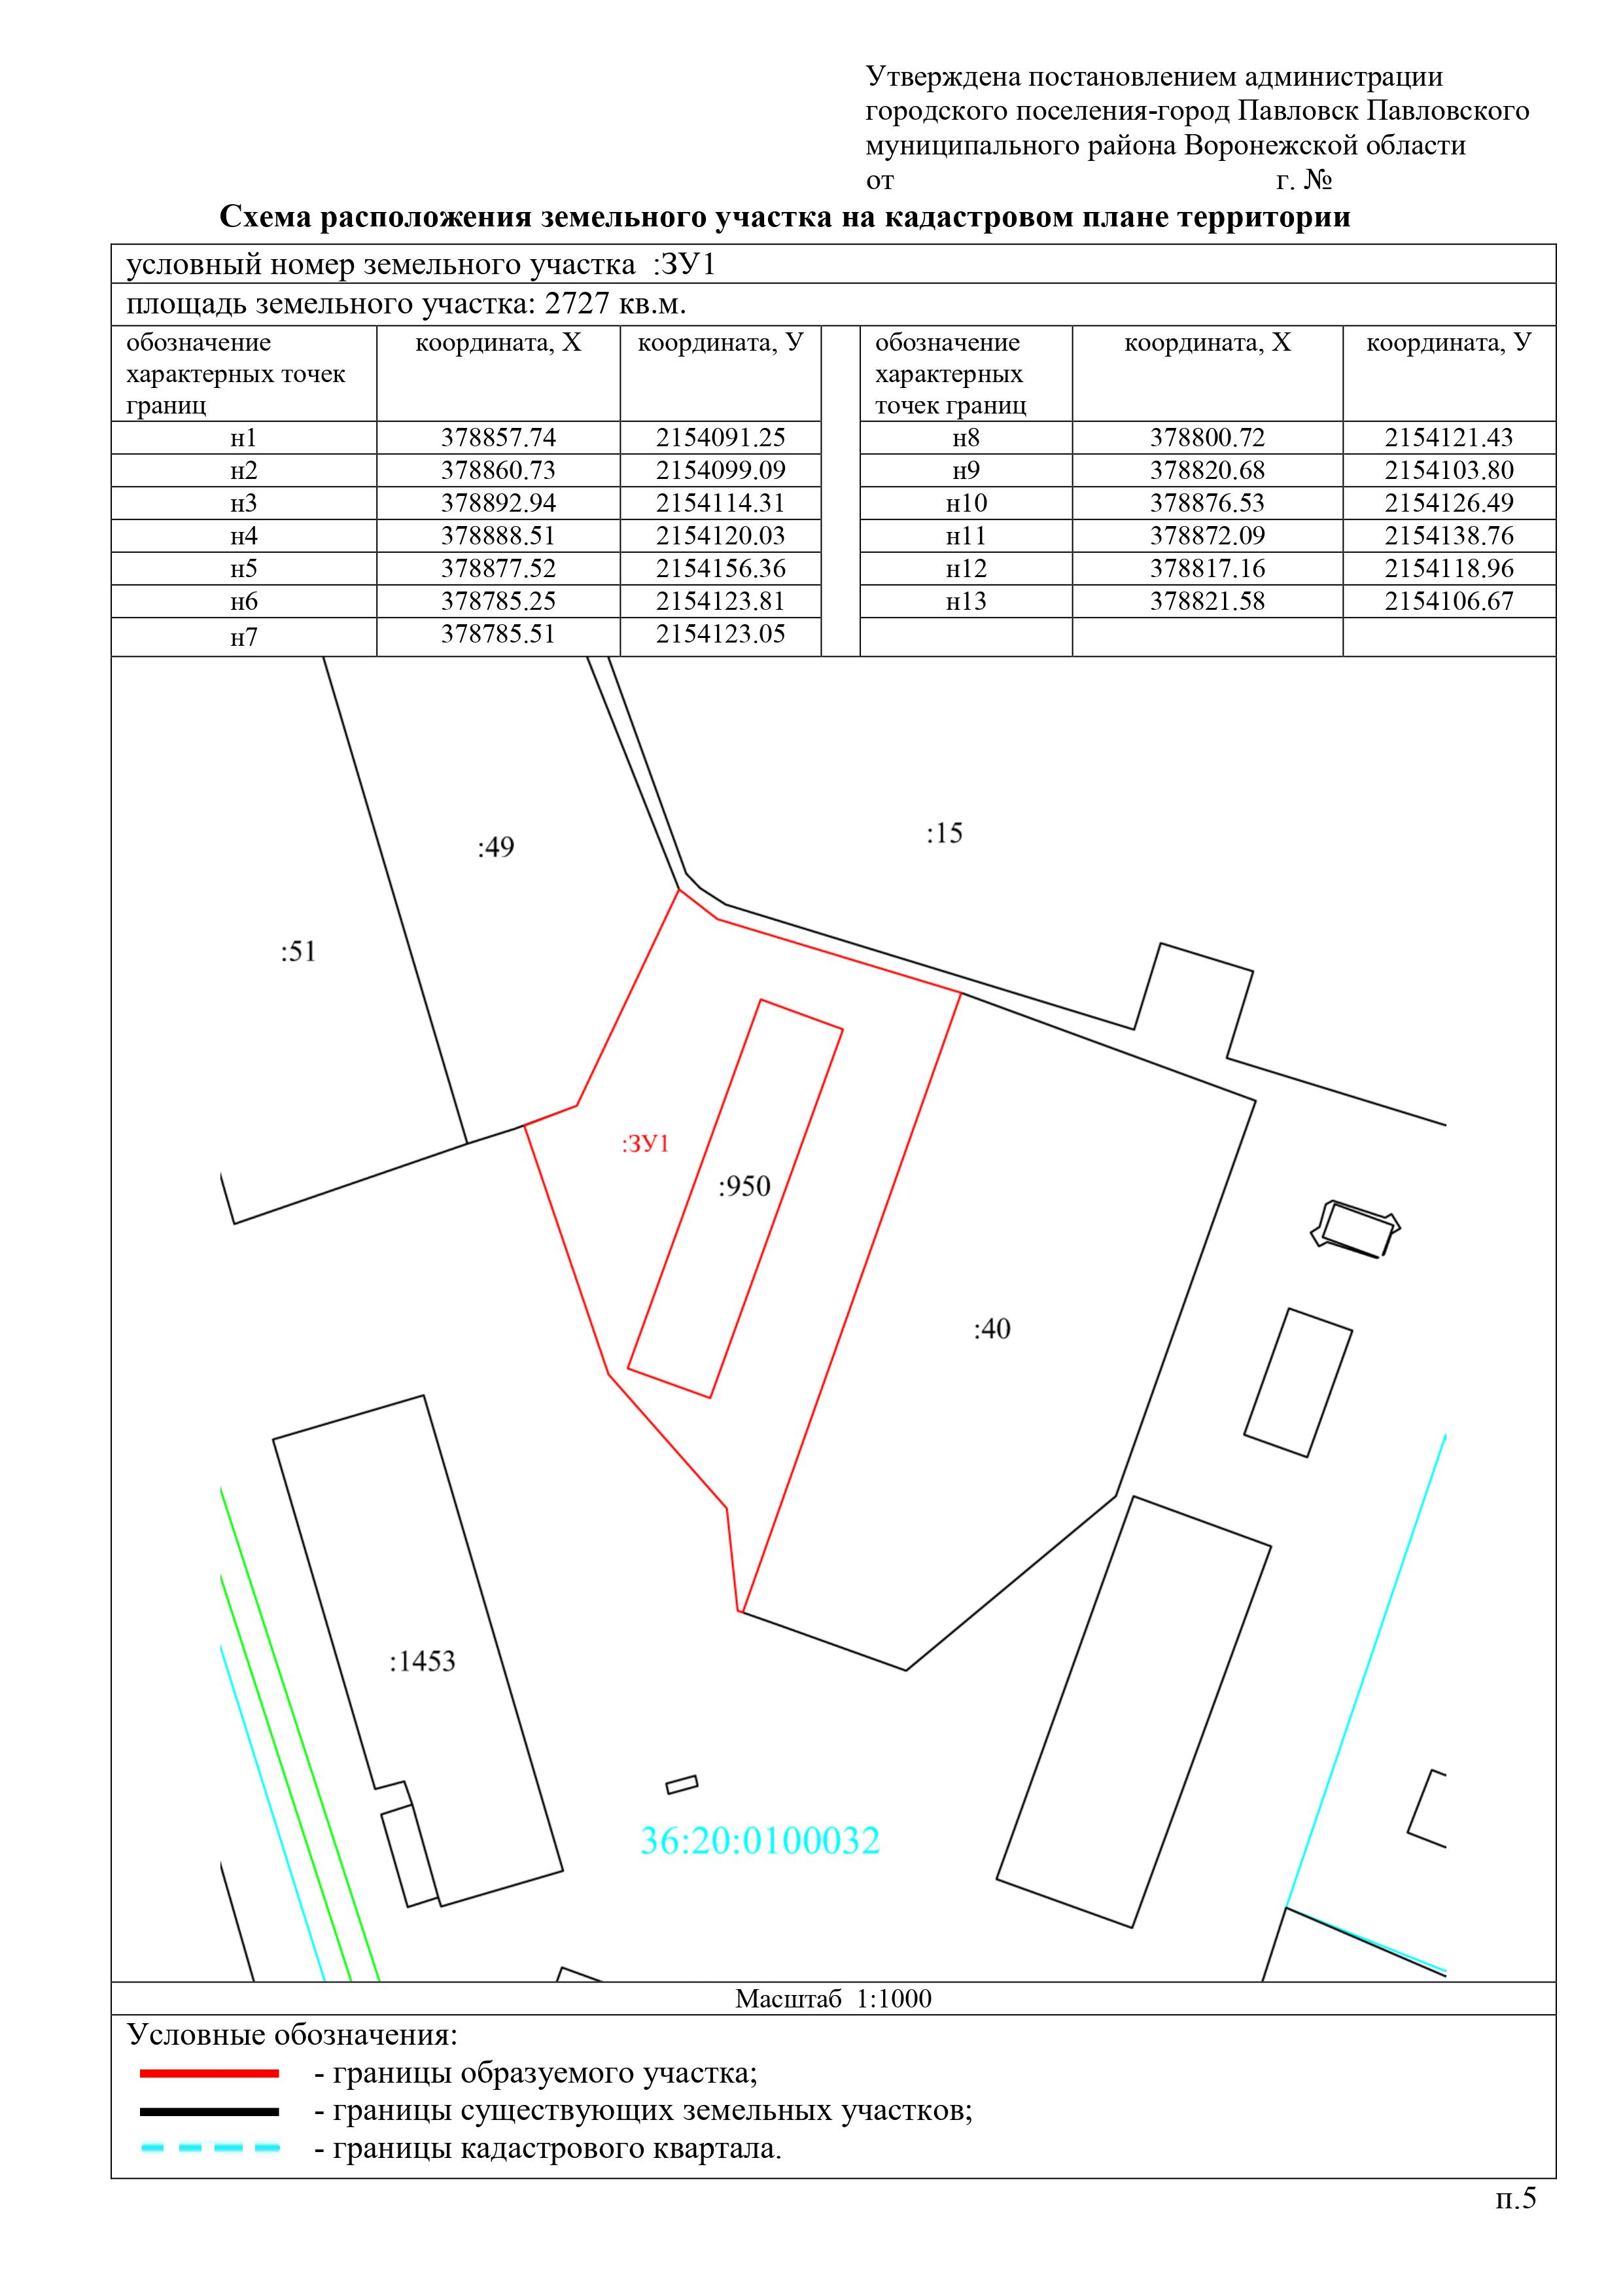 Утверждена постановлением администрации
городского поселения-город Павловск Павловского
муниципального района Воронежской области
от г. №
Схема расположения земельного участка на кадастровом плане территории
условный номер земельного участка :ЗУ1
площадь земельного участка: 2727 кв.м.
обозначение характерных точек границ координата, Х координата, У обозначение характерных точек границ координата, Х координата, У
н1 378857.74 2154091.25 н8 378800.72 2154121.43
н2 378860.73 2154099.09 н9 378820.68 2154103.80
н3 378892.94 2154114.31 н10 378876.53 2154126.49
н4 378888.51 2154120.03 н11 378872.09 2154138.76
н5 378877.52 2154156.36 н12 378817.16 2154118.96
н6 378785.25 2154123.81 н13 378821.58 2154106.67
н7 378785.51 2154123.05
:15
:49
:51
:ЗУ1
:950
:40
:1453
36:20:0100032
Масштаб 1:1000
Условные обозначения:
- границы образуемого участка;
- границы существующих земельных участков;
- границы кадастрового квартала.
п.5